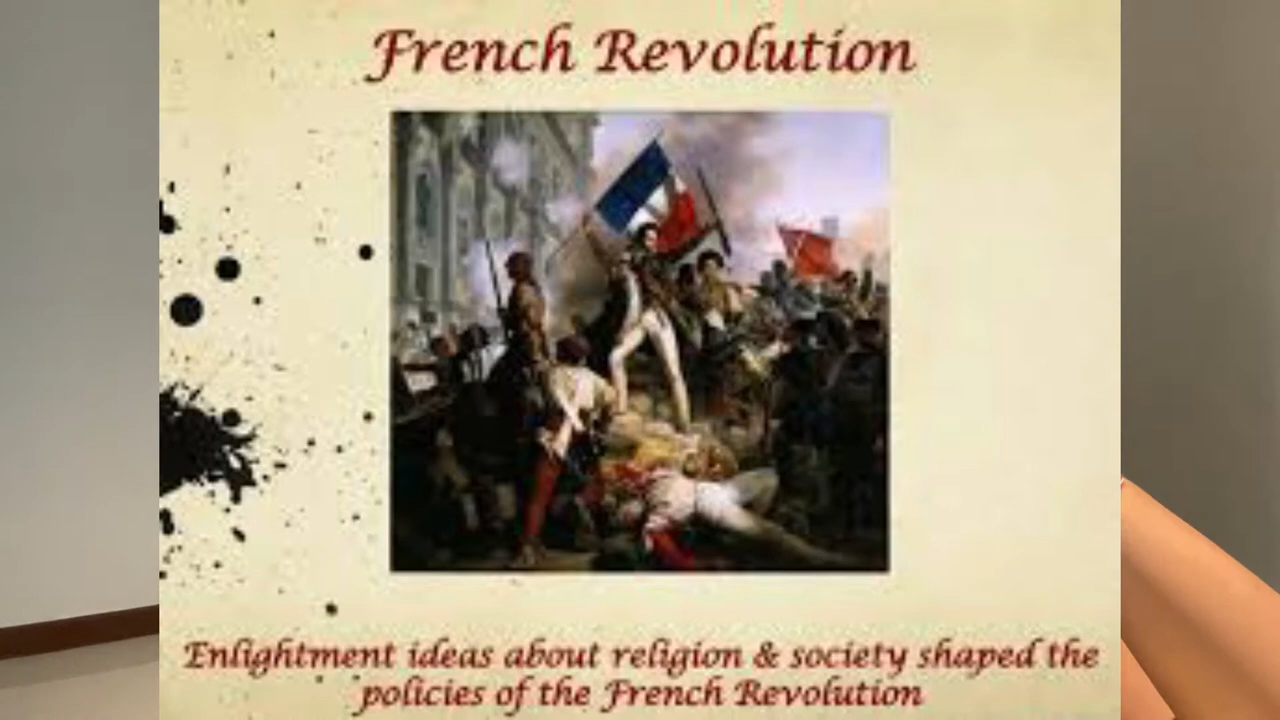 French Revolution
Enlightment ideas about religion & society shaped the
policies of the French Revolution